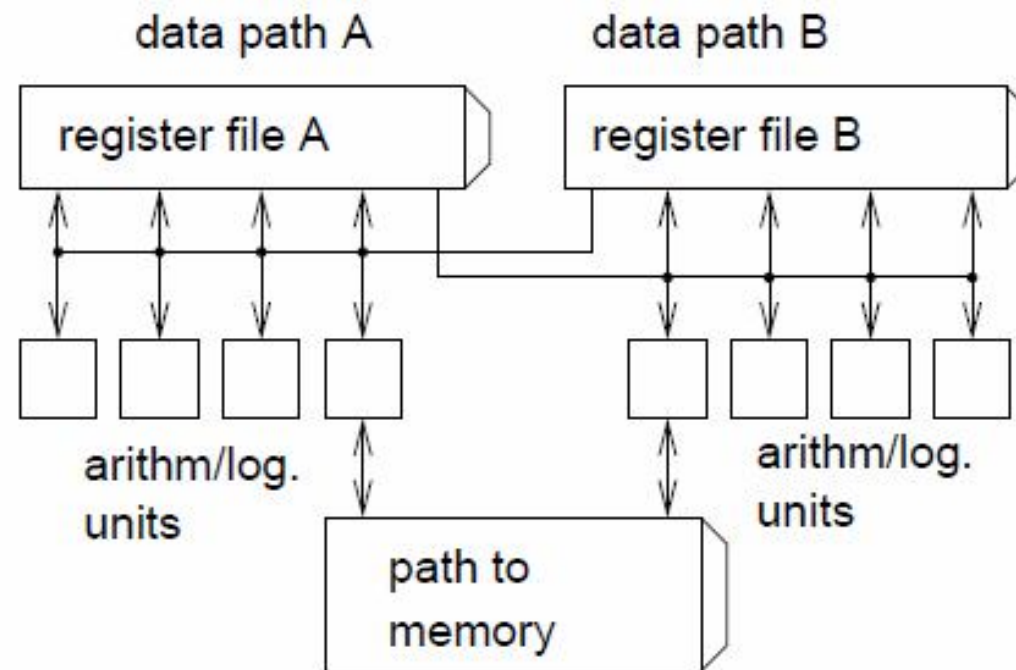 data path A
data path B
register file A
register file B
arithm/log.
units
arithm/log.
units
path to
memory